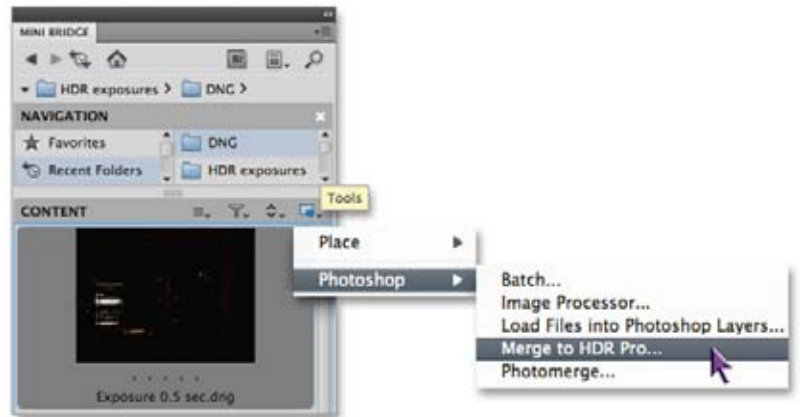 MINI BRIDGE
HDR exposures > DNG >
NAVIGATION
Favorites
DNG
Recent Folders
HDR exposures
Tools
CONTENT
Place
Photoshop
Batch...
Image Processor...
Load Files into Photoshop Layers...
Merge to HDR Pro...
Photomerge...
Exposure 0.5 sec.dng